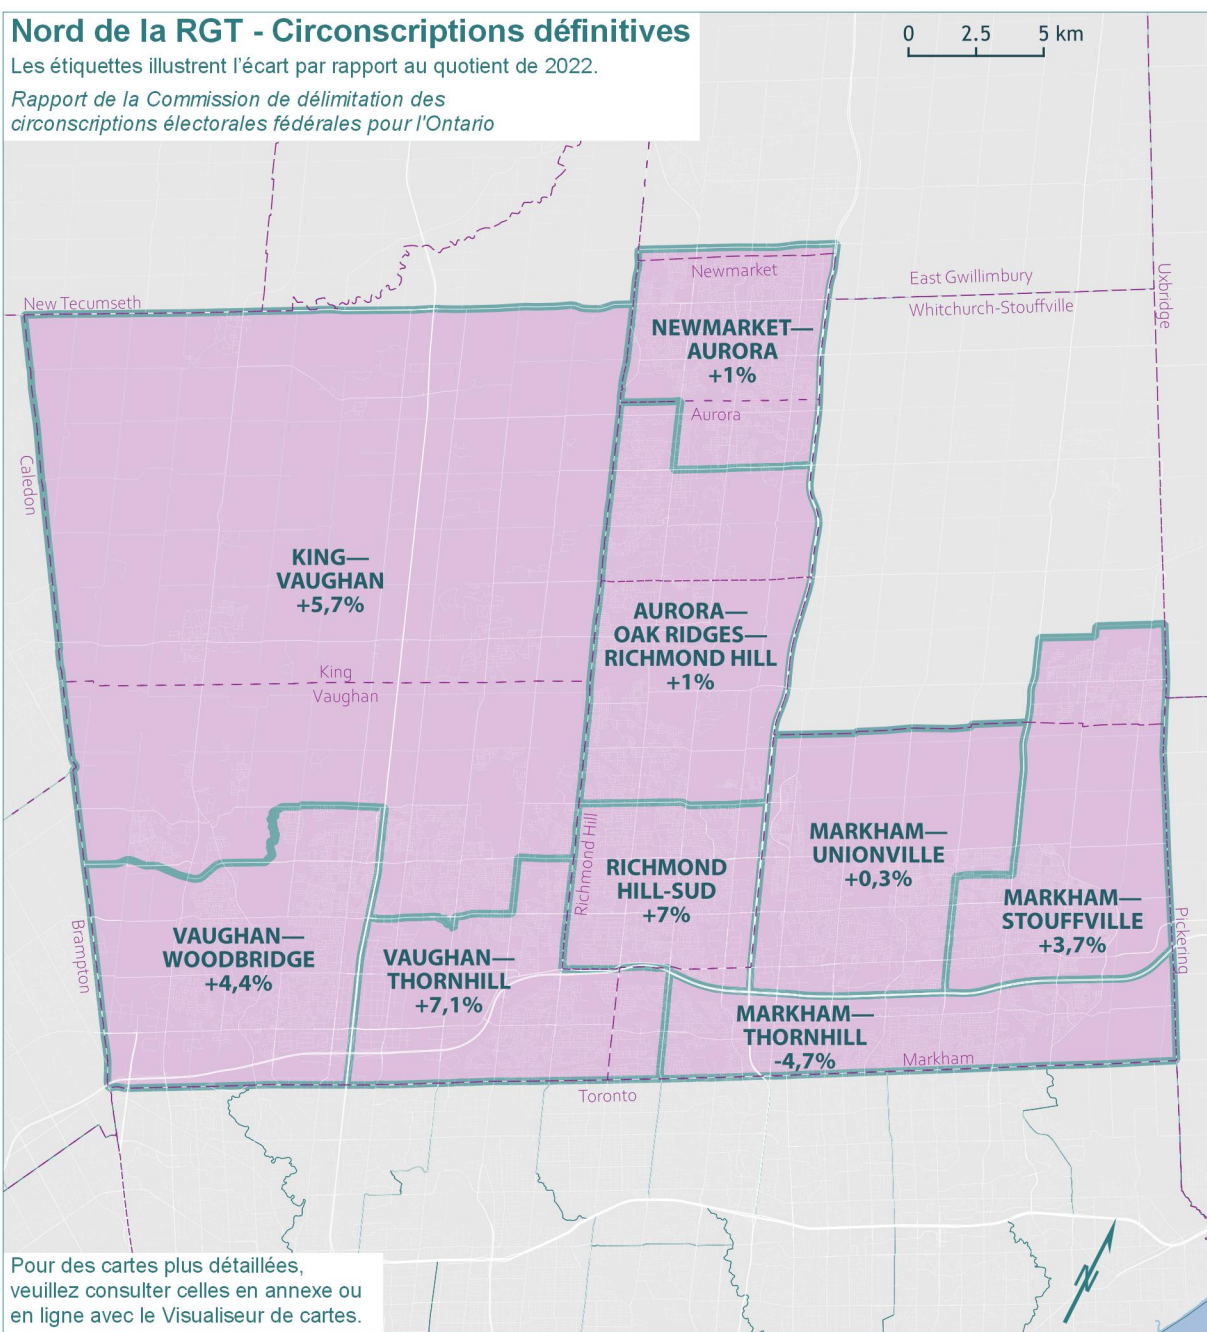 Nord de la RGT - Circonscriptions définitives
Les étiquettes illustrent l'écart par rapport au quotient de 2022.
Rapport de la Commission de délimitation des
circonscriptions électorales fédérales pour l'Ontario
0 2.5 5 km
New Tecumseth
Newmarket
East Gwillimbury
Whitchurch-Stouffville
Uxbridge
NEWMARKET—
AURORA
+1%
Aurora
Caledon
KING—
VAUGHAN
+5,7%
AURORA—
OAK RIDGES—
RICHMOND HILL
+1%
King
Vaughan
Richmond Hill
RICHMOND
HILL-SUD
+7%
MARKHAM—
UNIONVILLE
+0,3%
MARKHAM—
STOUFFVILLE
+3,7%
Pickering
Brampton
VAUGHAN—
WOODBRIDGE
+4,4%
VAUGHAN—
THORNHILL
+7,1%
MARKHAM—
THORNHILL
-4,7%
Markham
Toronto
Pour des cartes plus détaillées,
veuillez consulter celles en annexe ou
en ligne avec le Visualiseur de cartes.
N